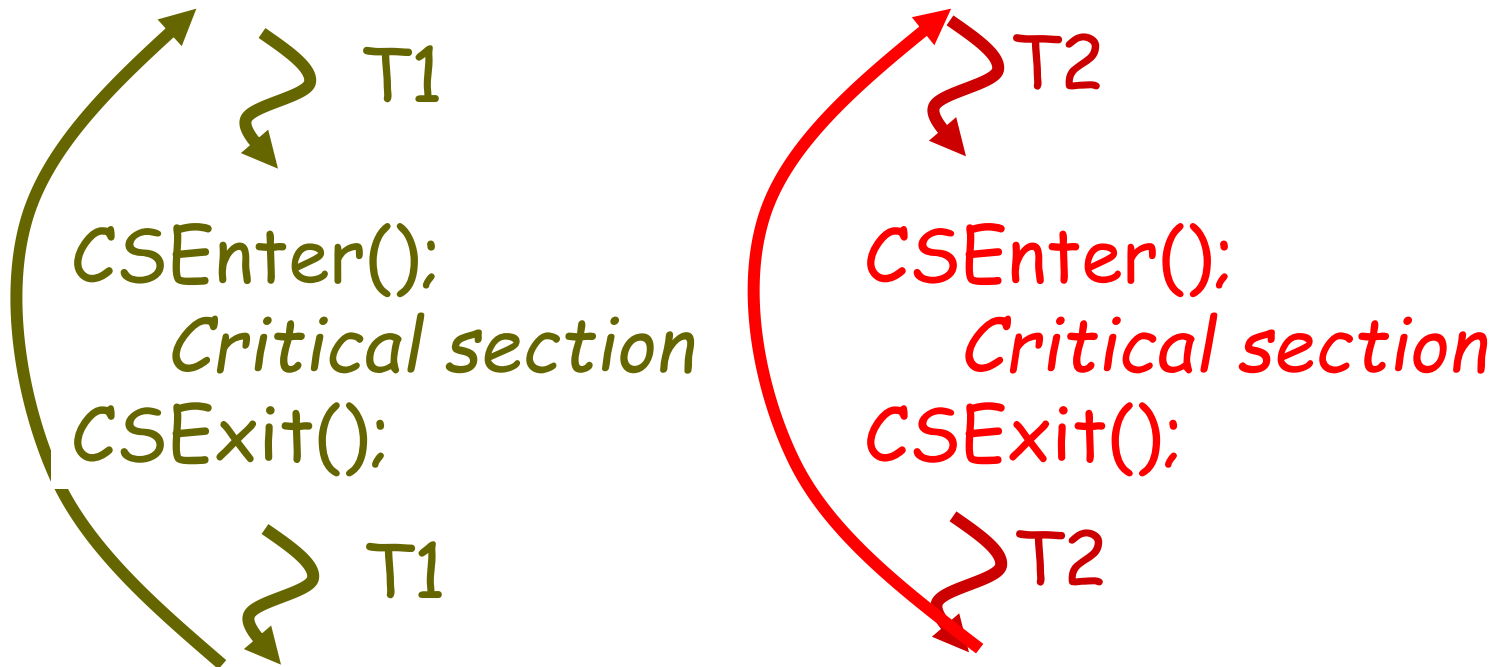 T1
CSEnter();
Critical section
CSExit();
T1
T2
CSEnter();
Critical section
CSExit();
T2